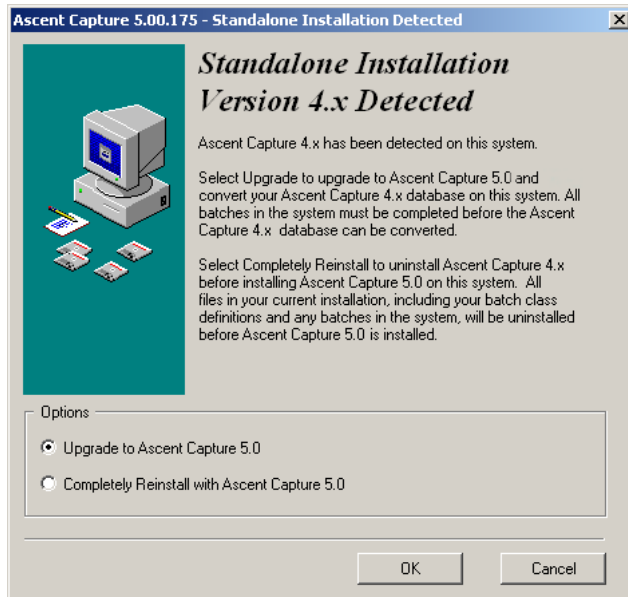 Ascent Capture 5.00.175 - Standalone Installation Detected
Standalone Installation
Version 4.x Detected
Ascent Capture 4.x has been detected on this system.
Select Upgrade to upgrade to Ascent Capture 5.0 and
convert your Ascent Capture 4.x database on this system. All
batches in the system must be completed before the Ascent
Capture 4.x  database can be converted.
Select Completely Reinstall to uninstall Ascent Capture 4.x
before installing Ascent Capture 5.0 on this system.  All
files in your current installation, including your batch class
definitions and any batches in the system, will be uninstalled
before Ascent Capture 5.0 is installed.
Options
Upgrade to Ascent Capture 5.0
Completely Reinstall with Ascent Capture 5.0
OK
Cancel